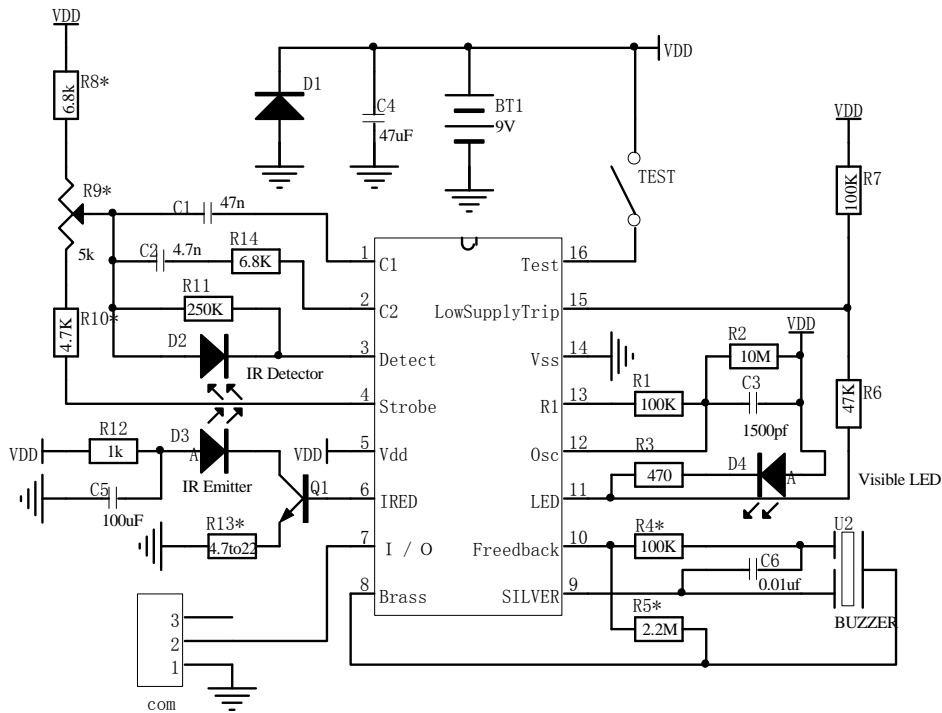 VDD
R8*
6.8k
R9*
5k
R10*
4.7K
D1
C4
47uF
BT1
9V
VDD
TEST
VDD
R7
100K
C1
47n
C2
4.7n
R14
6.8K
R11
250K
D2
IR Detector
1
C1
2
C2
3
Detect
4
Strobe
5
Vdd
VDD
6
IRED
7
I / O
8
Brass
Test
16
LowSupplyTrip
15
Vss
14
R1
13
Osc
12
LED
11
Freedback
10
SILVER
9
R1
100K
R2
10M
VDD
C3
1500pf
R3
470
D4
A
Visible LED
R6
47K
R12
VDD
1k
D3
A
IR Emitter
C5
100uF
Q1
R13*
4.7to22
R4*
100K
C6
0.01uf
R5*
2.2M
U2
BUZZER
3
2
1
com